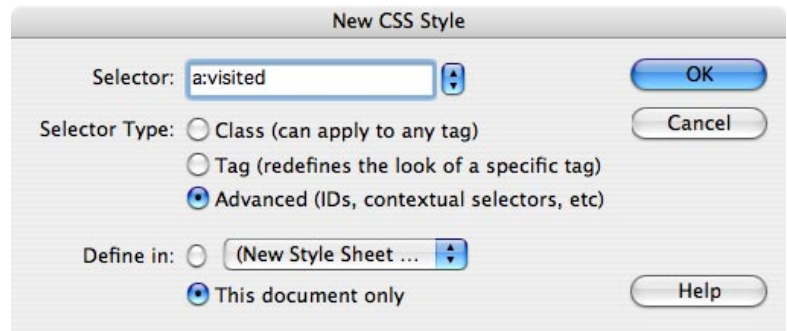 New CSS Style
Selector: a:visited
OK
Selector Type: Class (can apply to any tag)
Cancel
Tag (redefines the look of a specific tag)
Advanced (IDs, contextual selectors, etc)
Define in: (New Style Sheet ...
This document only
Help